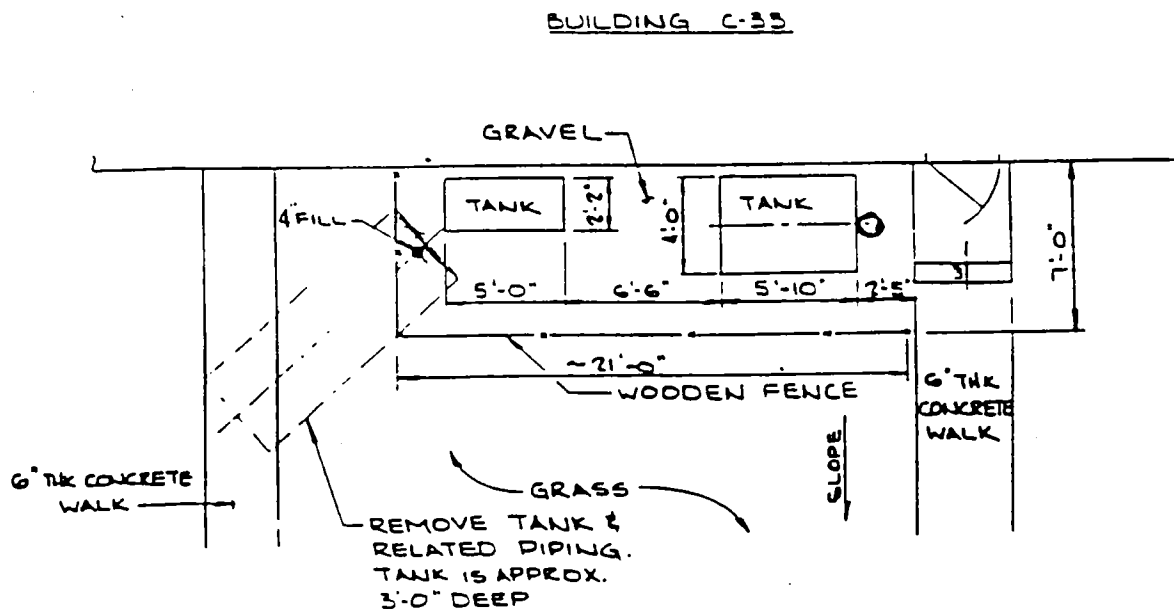 BUILDING C-33
GRAVEL
4" FILL
TANK
2'-2"
4'-0"
TANK
7'-0"
5'-0"
6'-6"
5'-10"
2'-5"
~21'-0"
WOODEN FENCE
6" THK
CONCRETE
WALK
SLOPE
6" THK CONCRETE
WALK
GRASS
REMOVE TANK &
RELATED PIPING.
TANK IS APPROX.
3'-0" DEEP